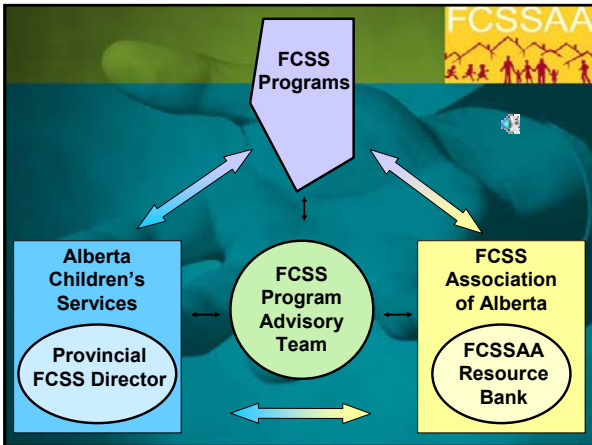 FCSSAA
FCSS
Programs
Alberta
Children's
Services
Provincial
FCSS Director
FCSS
Program
Advisory
Team
FCSS
Association
of Alberta
FCSSAA
Resource
Bank